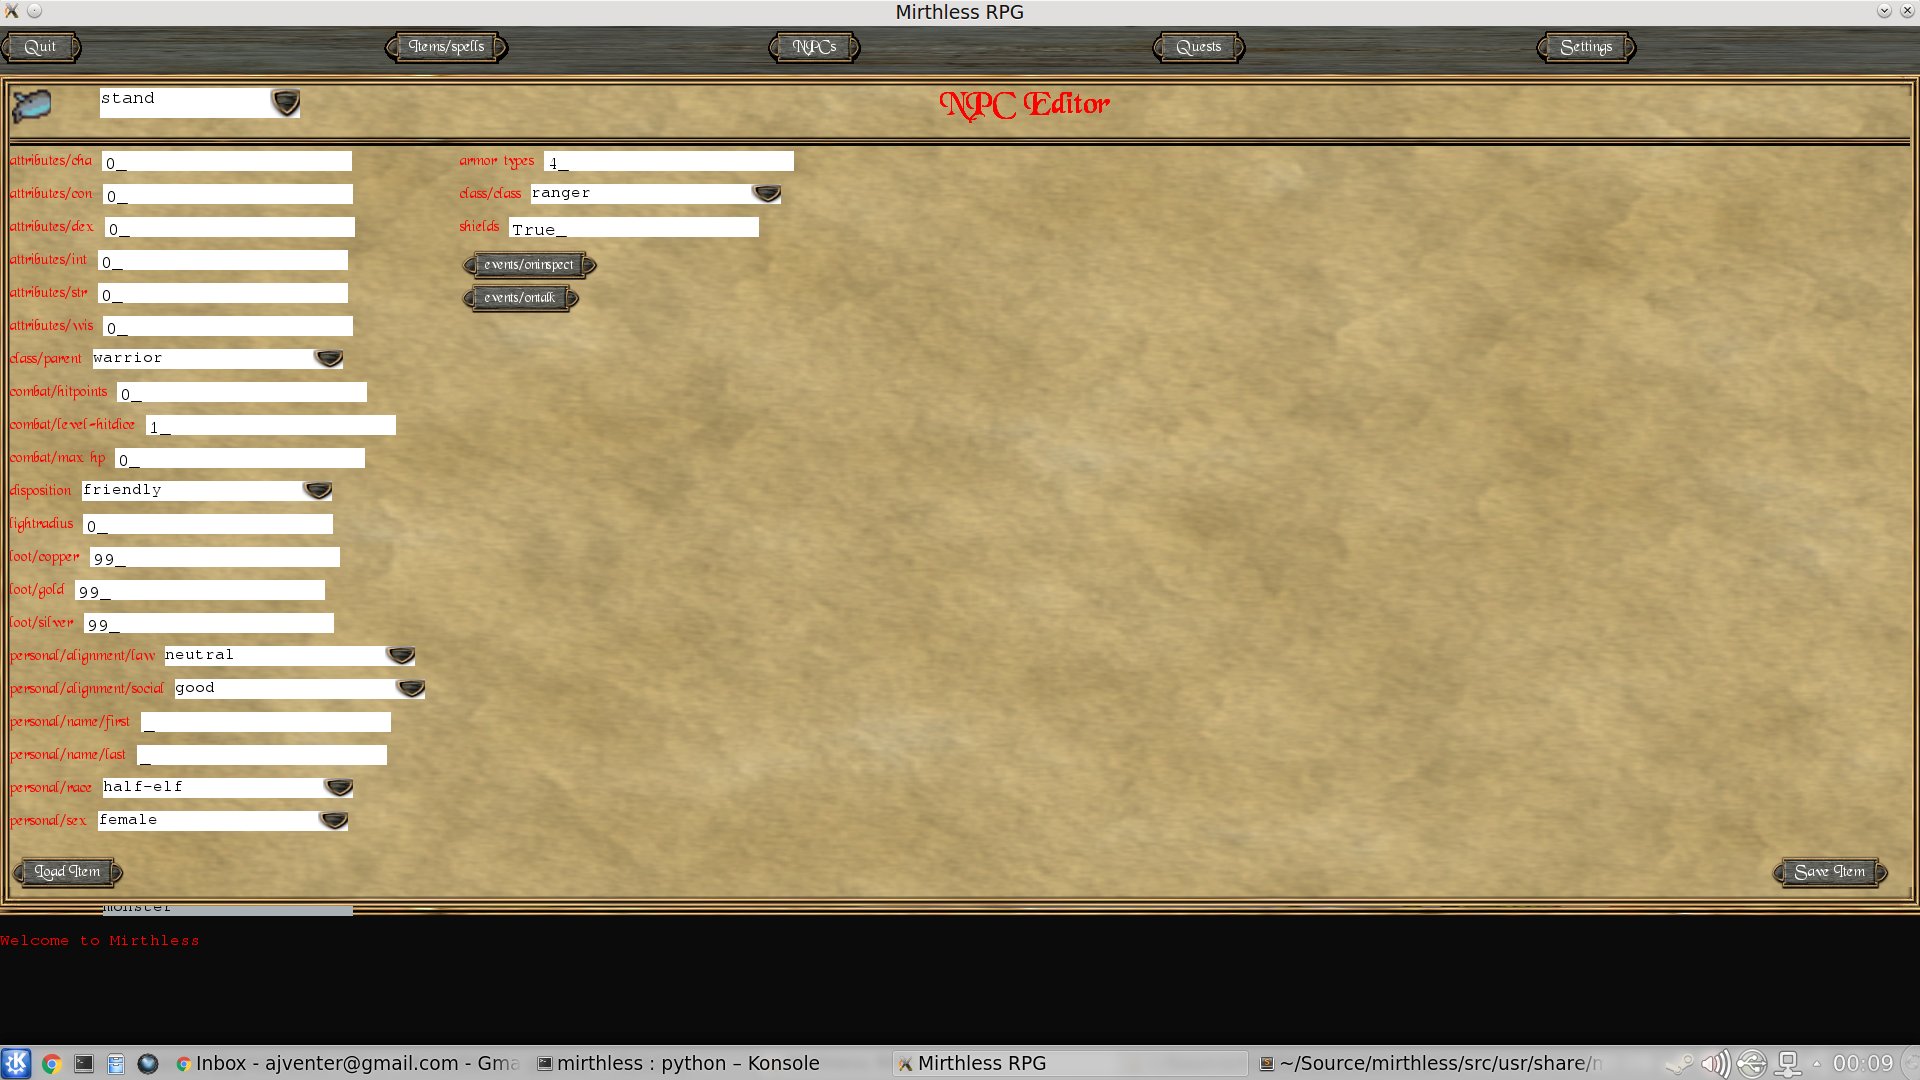 Mirthless RPG
Quit Items/spells NPCs Quests Settings
stand
NPC Editor
attributes/cha 0_
attributes/con 0_
attributes/dex 0_
attributes/int 0_
attributes/str 0_
attributes/wis 0_
class/parent warrior
combat/hitpoints 0_
combat/level-hitdice 1_
combat/max hp 0_
disposition friendly
lightradius 0_
loot/copper 99_
loot/gold 99_
loot/silver 99_
personal/alignment/law neutral
personal/alignment/social good
personal/name/first _
personal/name/last _
personal/race half-elf
personal/sex female
armor types 4_
class/class ranger
shields True_
events/oninspect
events/ontalk
Load Item
Save Item
monster
Welcome to Mirthless
Inbox - ajventer@gmail.com - Gma
mirthless : python – Konsole
Mirthless RPG
~/Source/mirthless/src/usr/share/
00:09